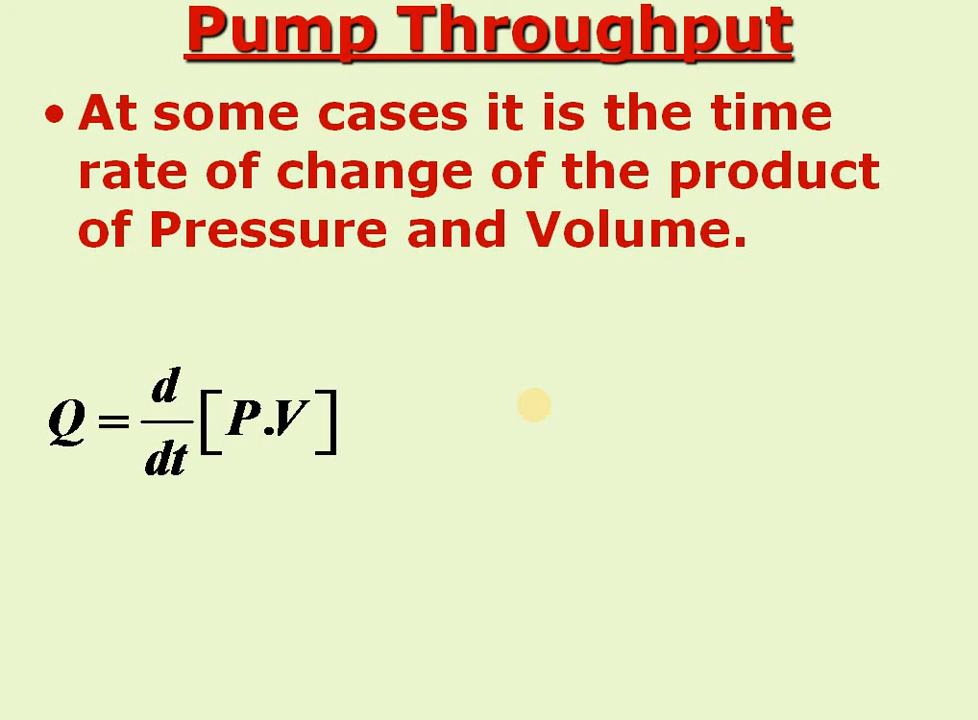 Pump Throughput
• At some cases it is the time
rate of change of the product
of Pressure and Volume.
Q = d/dt [P.V]